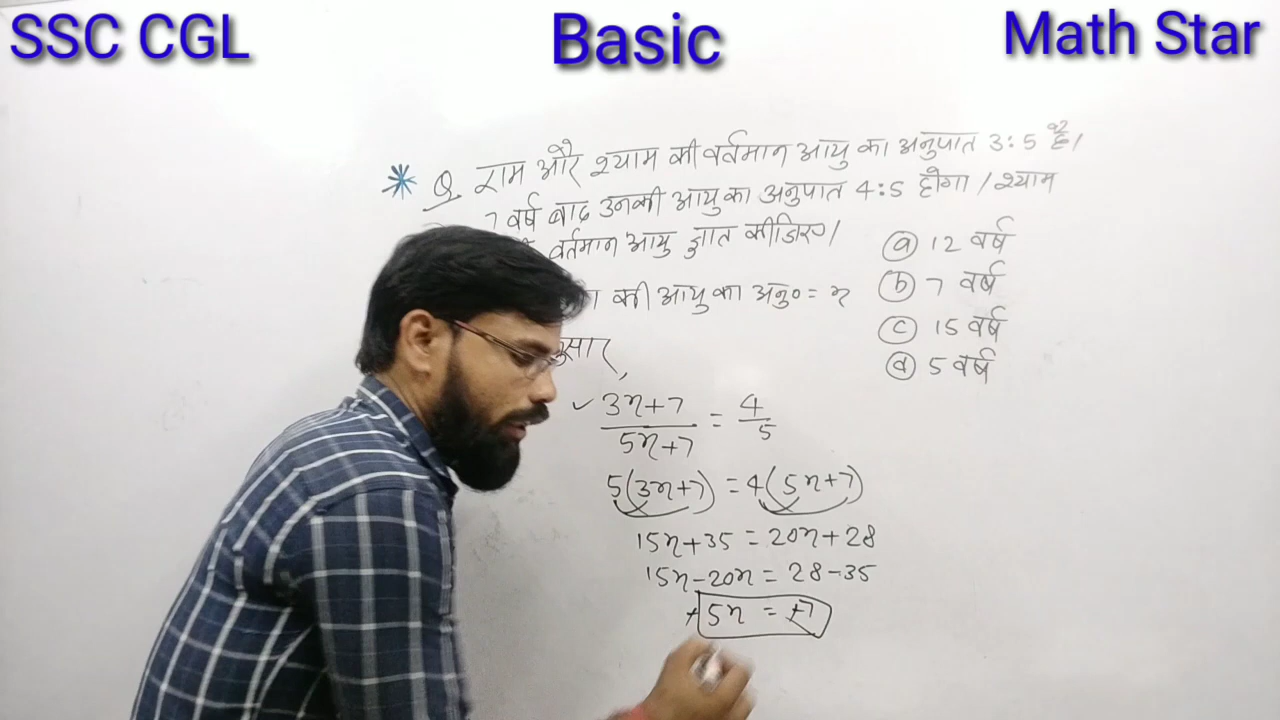 SSC CGL Basic Math Star
Q. राम और श्याम की वर्तमान आयु का अनुपात 3:5 है।
7 वर्ष बाद उनकी आयु का अनुपात 4:5 होगा। श्याम
वर्तमान आयु ज्ञात कीजिए।
(a) 12 वर्ष
(b) 7 वर्ष
(c) 15 वर्ष
(d) 5 वर्ष
की आयु का अनु० = x
3x+7/5x+7 = 4/5
5(3x+7) = 4(5x+7)
15x+35 = 20x+28
15x-20x = 28-35
5x = 7